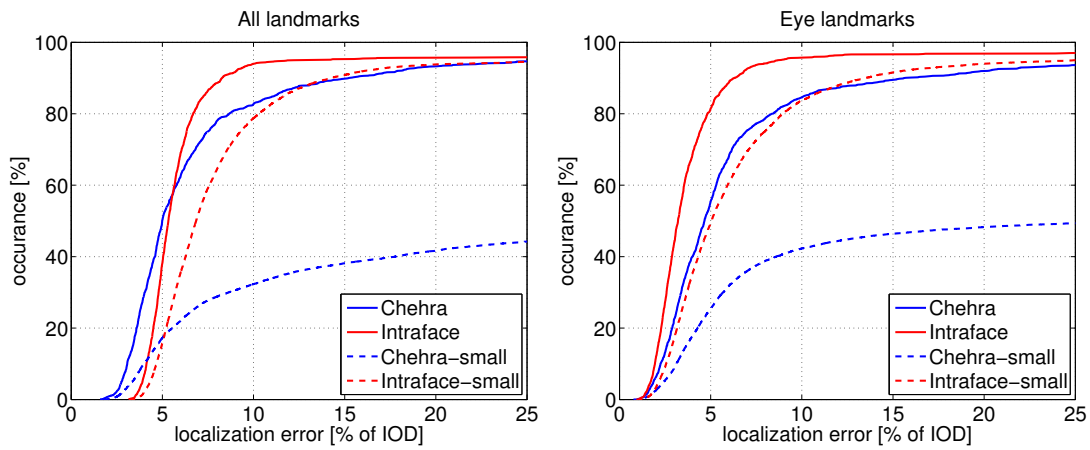 All landmarks
100
80
60
40
20
0
occurance [%]
0 5 10 15 20 25
localization error [% of IOD]
Chehra
Intraface
Chehra-small
Intraface-small
Eye landmarks
100
80
60
40
20
0
occurance [%]
0 5 10 15 20 25
localization error [% of IOD]
Chehra
Intraface
Chehra-small
Intraface-small